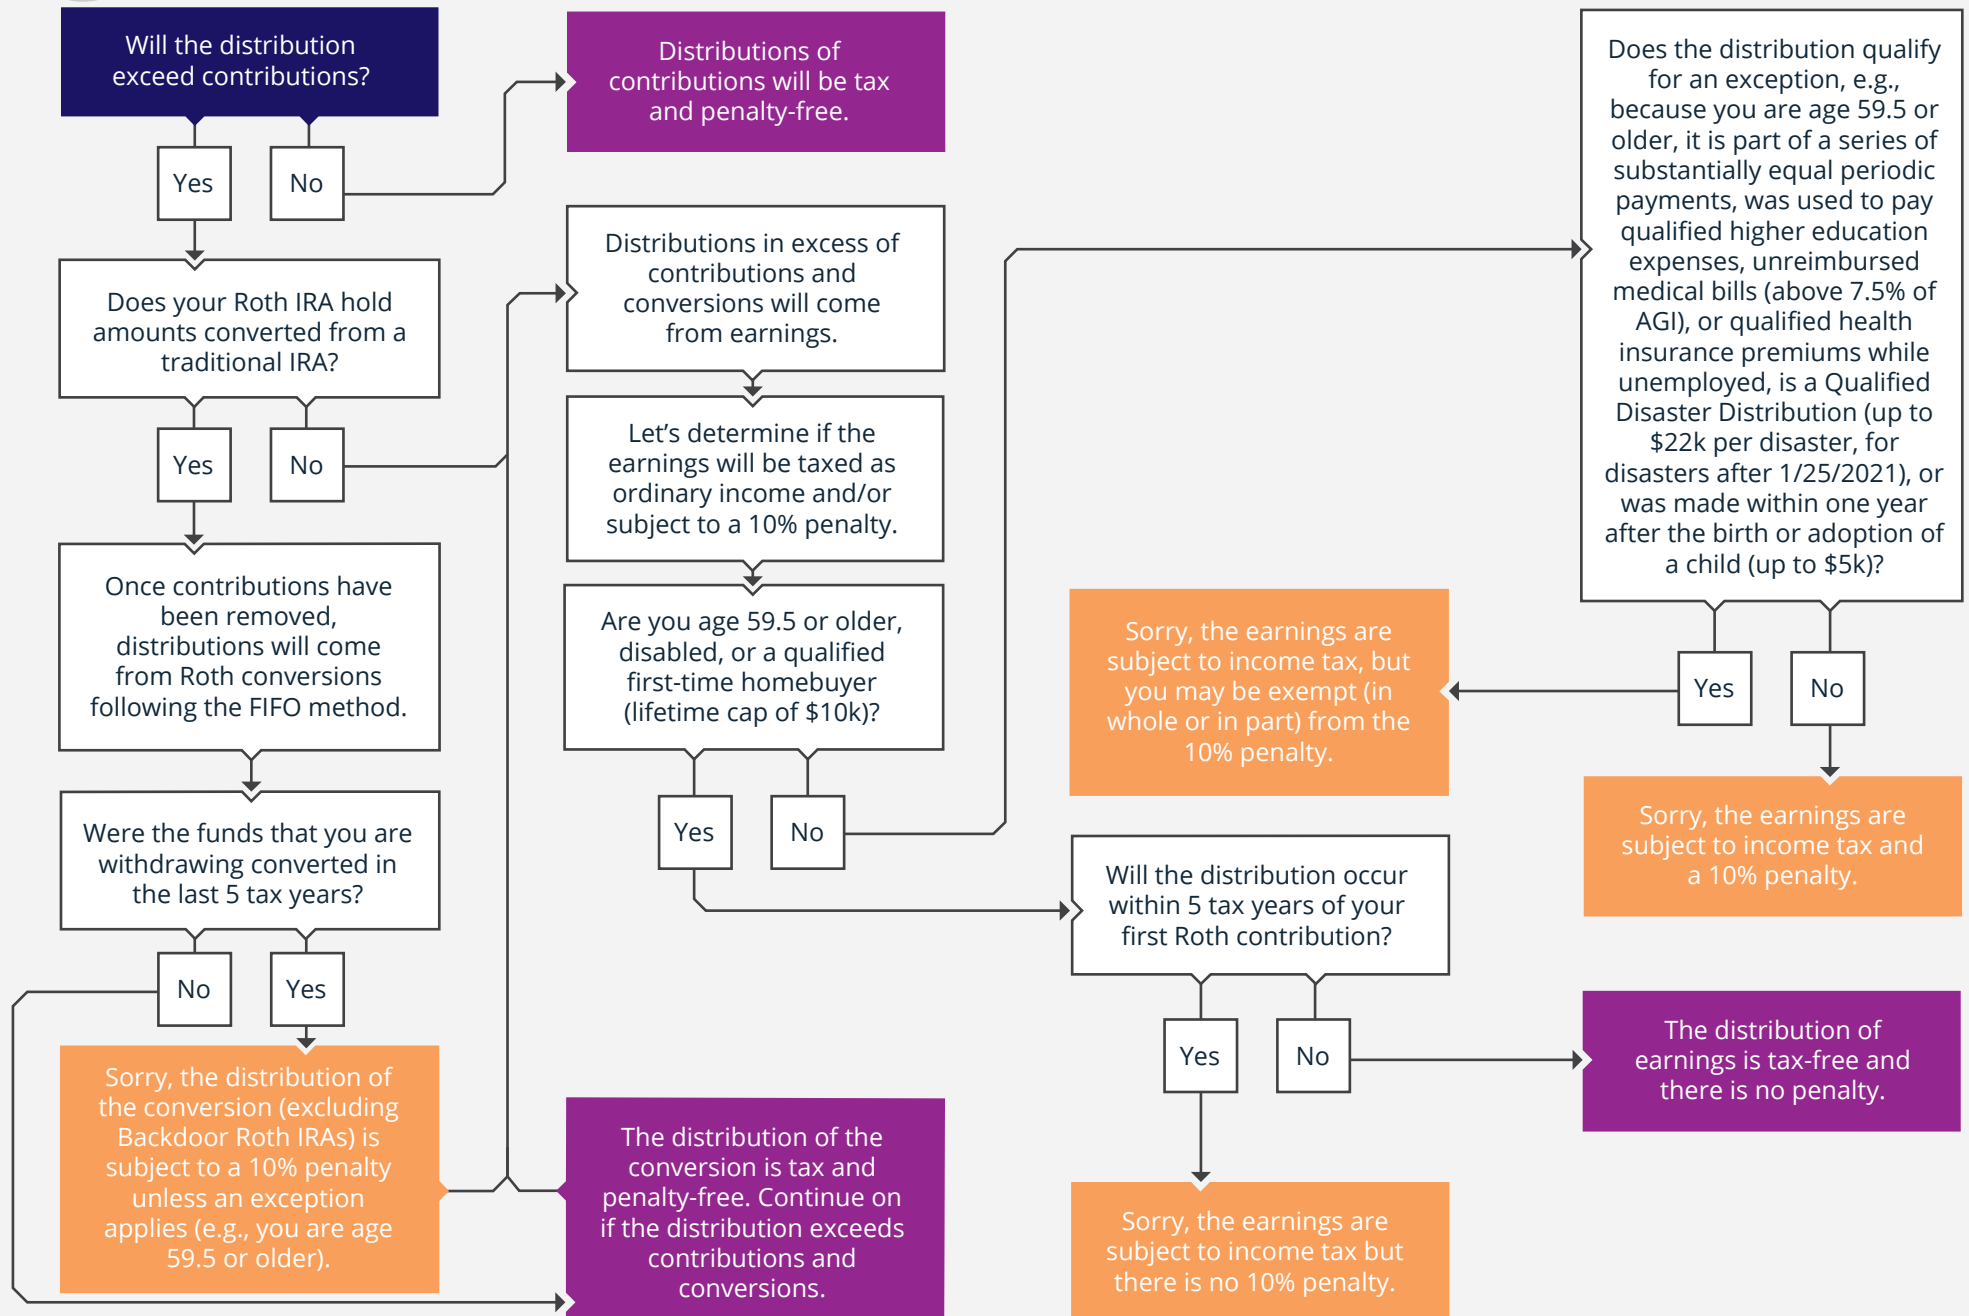 Will the distribution
exceed contributions?
Yes
No
Distributions of
contributions will be tax
and penalty-free.
Does your Roth IRA hold
amounts converted from a
traditional IRA?
Yes
No
Once contributions have
been removed,
distributions will come
from Roth conversions
following the FIFO method.
Were the funds that you are
withdrawing converted in
the last 5 tax years?
No
Yes
Sorry, the distribution of
the conversion (excluding
Backdoor Roth IRAs) is
subject to a 10% penalty
unless an exception
applies (e.g., you are age
59.5 or older).
The distribution of the
conversion is tax and
penalty-free. Continue on
if the distribution exceeds
contributions and
conversions.
Distributions in excess of
contributions and
conversions will come
from earnings.
Let’s determine if the
earnings will be taxed as
ordinary income and/or
subject to a 10% penalty.
Are you age 59.5 or older,
disabled, or a qualified
first-time homebuyer
(lifetime cap of $10k)?
Yes
No
Will the distribution occur
within 5 tax years of your
first Roth contribution?
Yes
No
Sorry, the earnings are
subject to income tax but
there is no 10% penalty.
The distribution of
earnings is tax-free and
there is no penalty.
Does the distribution qualify
for an exception, e.g.,
because you are age 59.5 or
older, it is part of a series of
substantially equal periodic
payments, was used to pay
qualified higher education
expenses, unreimbursed
medical bills (above 7.5% of
AGI), or qualified health
insurance premiums while
unemployed, is a Qualified
Disaster Distribution (up to
$22k per disaster, for
disasters after 1/25/2021), or
was made within one year
after the birth or adoption of
a child (up to $5k)?
Yes
No
Sorry, the earnings are
subject to income tax, but
you may be exempt (in
whole or in part) from the
10% penalty.
Sorry, the earnings are
subject to income tax and
a 10% penalty.